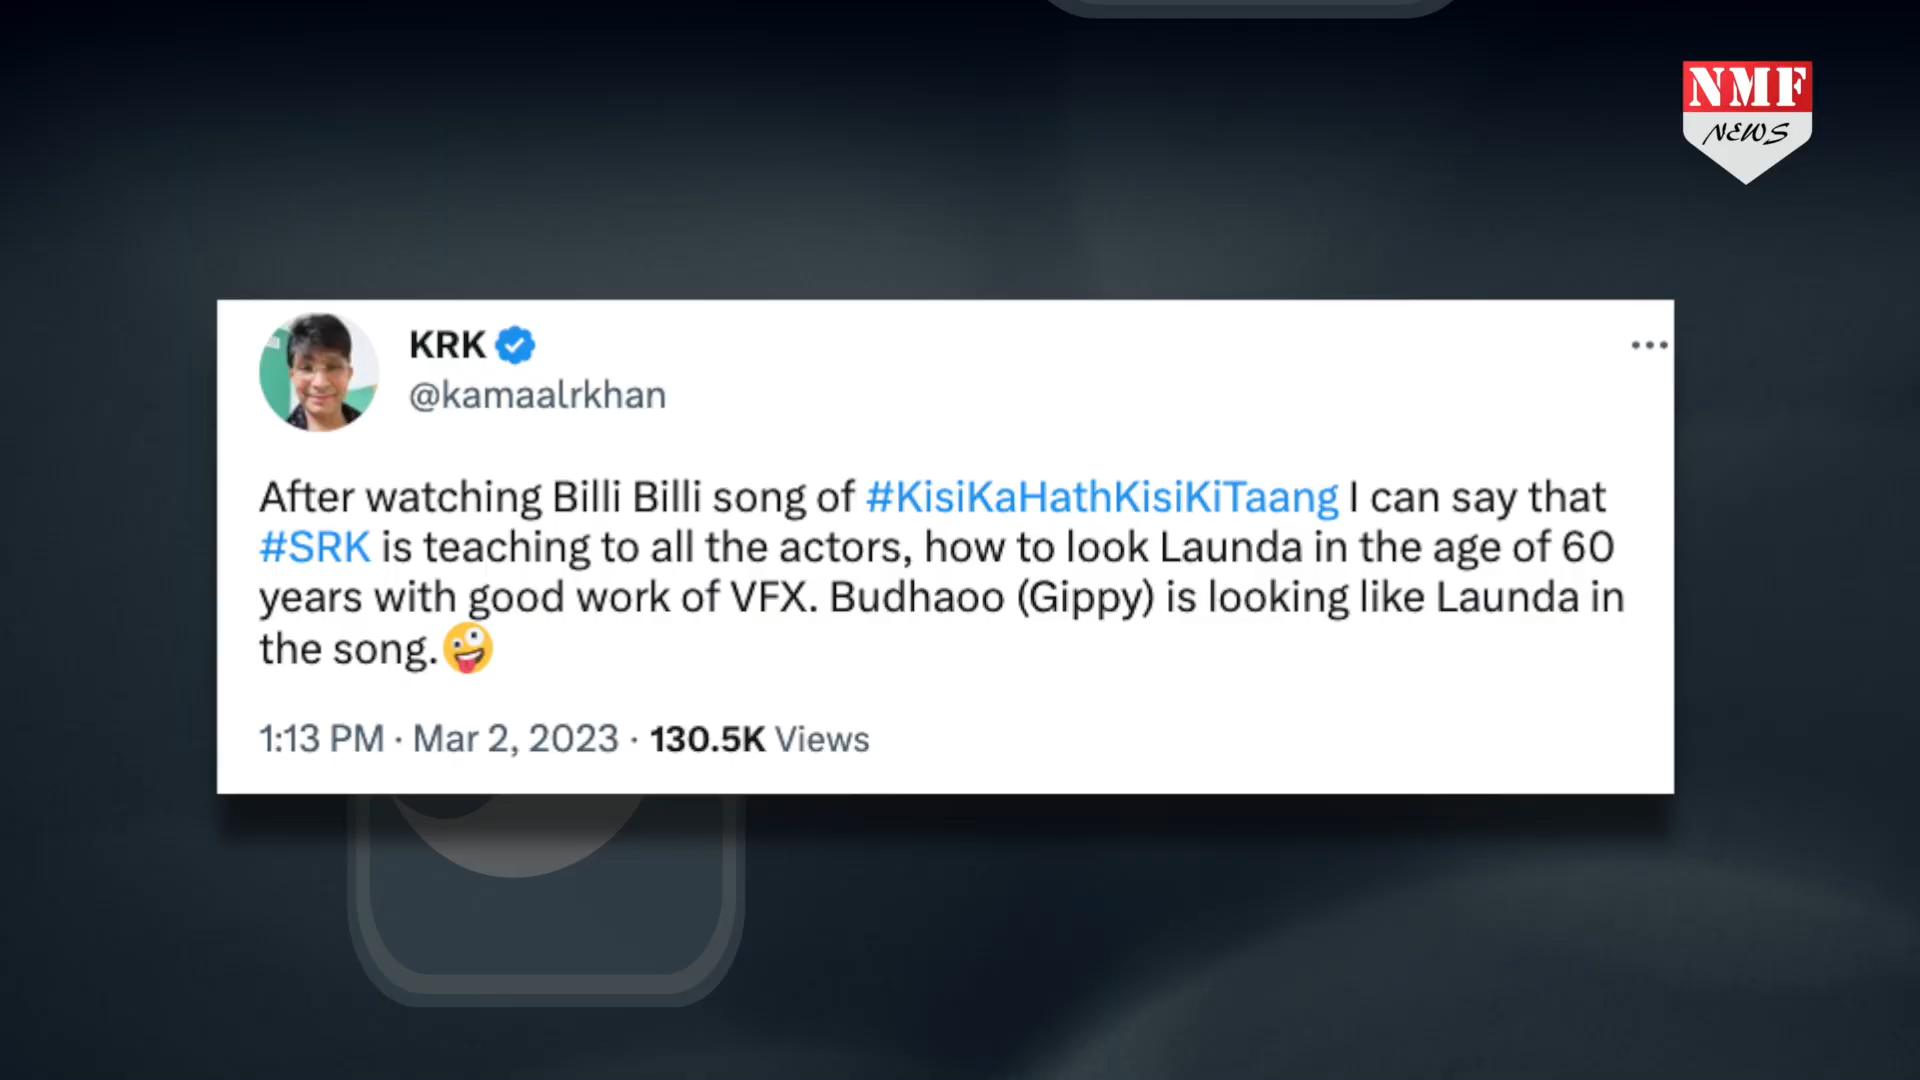 NMF
NEWS
KRK
@kamaalrkhan
After watching Billi Billi song of #KisiKaHathKisiKiTaang I can say that
#SRK is teaching to all the actors, how to look Launda in the age of 60
years with good work of VFX. Budhaoo (Gippy) is looking like Launda in
the song.🤪
1:13 PM · Mar 2, 2023 · 130.5K Views